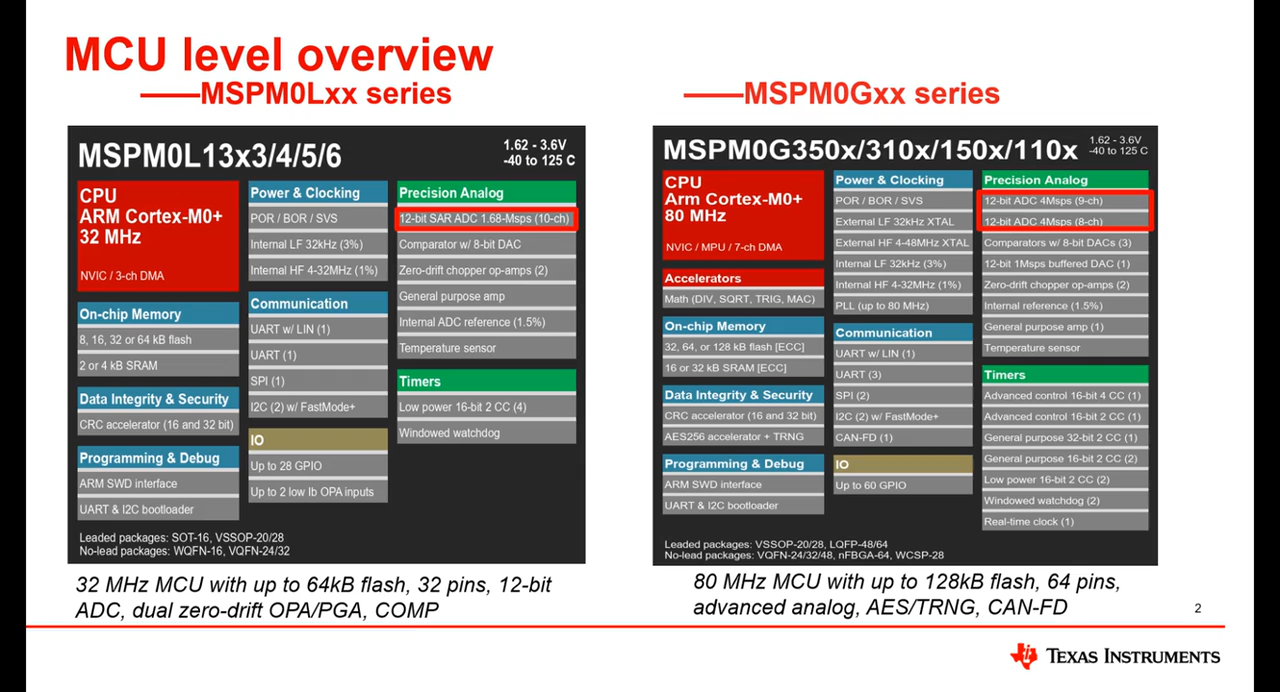 MCU level overview
——MSPM0Lxx series
——MSPM0Gxx series
MSPM0L13x3/4/5/6
1.62 - 3.6V
-40 to 125 C
CPU
ARM Cortex-M0+
32 MHz
NVIC / 3-ch DMA
On-chip Memory
8, 16, 32 or 64 kB flash
2 or 4 kB SRAM
Data Integrity & Security
CRC accelerator (16 and 32 bit)
Programming & Debug
ARM SWD interface
UART & I2C bootloader
Power & Clocking
POR / BOR / SVS
Internal LF 32kHz (3%)
Internal HF 4-32MHz (1%)
Communication
UART w/ LIN (1)
UART (1)
SPI (1)
I2C (2) w/ FastMode+
IO
Up to 28 GPIO
Up to 2 low Ib OPA inputs
Precision Analog
12-bit SAR ADC 1.68-Msps (10-ch)
Comparator w/ 8-bit DAC
Zero-drift chopper op-amps (2)
General purpose amp
Internal ADC reference (1.5%)
Temperature sensor
Timers
Low power 16-bit 2 CC (4)
Windowed watchdog
Leaded packages: SOT-16, VSSOP-20/28
No-lead packages: WQFN-16, VQFN-24/32
32 MHz MCU with up to 64kB flash, 32 pins, 12-bit
ADC, dual zero-drift OPA/PGA, COMP
MSPM0G350x/310x/150x/110x
1.62 - 3.6V
-40 to 125 C
CPU
Arm Cortex-M0+
80 MHz
NVIC / MPU / 7-ch DMA
Accelerators
Math (DIV, SQRT, TRIG, MAC)
On-chip Memory
32, 64, or 128 kB flash [ECC]
16 or 32 kB SRAM [ECC]
Data Integrity & Security
CRC accelerator (16 and 32 bit)
AES256 accelerator + TRNG
Programming & Debug
ARM SWD interface
UART & I2C bootloader
Power & Clocking
POR / BOR / SVS
External LF 32kHz XTAL
External HF 4-48MHz XTAL
Internal LF 32kHz (3%)
Internal HF 4-32MHz (1%)
PLL (up to 80 MHz)
Communication
UART w/ LIN (1)
UART (3)
SPI (2)
I2C (2) w/ FastMode+
CAN-FD (1)
IO
Up to 60 GPIO
Precision Analog
12-bit ADC 4Msps (9-ch)
12-bit ADC 4Msps (8-ch)
Comparators w/ 8-bit DACs (3)
12-bit 1Msps buffered DAC (1)
Zero-drift chopper op-amps (2)
Internal reference (1.5%)
General purpose amp (1)
Temperature sensor
Timers
Advanced control 16-bit 4 CC (1)
Advanced control 16-bit 2 CC (1)
General purpose 32-bit 2 CC (1)
General purpose 16-bit 2 CC (2)
Low power 16-bit 2 CC (2)
Windowed watchdog (2)
Real-time clock (1)
Leaded packages: VSSOP-20/28, LQFP-48/64
No-lead packages: VQFN-24/32/48, nFBGA-64, WCSP-28
80 MHz MCU with up to 128kB flash, 64 pins,
advanced analog, AES/TRNG, CAN-FD
2
TEXAS INSTRUMENTS